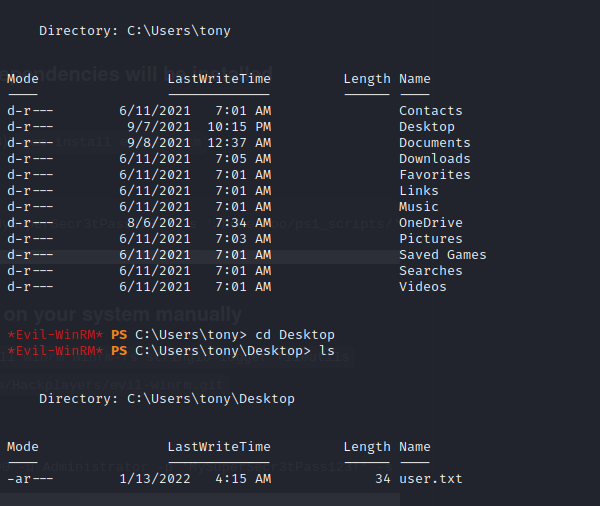 Directory: C:\Users\tony
Mode LastWriteTime Length Name
---- ------------- ------ ----
d-r--- 6/11/2021 7:01 AM Contacts
d-r--- 9/7/2021 10:15 PM Desktop
d-r--- 9/8/2021 12:37 AM Documents
d-r--- 6/11/2021 7:05 AM Downloads
d-r--- 6/11/2021 7:01 AM Favorites
d-r--- 6/11/2021 7:01 AM Links
d-r--- 6/11/2021 7:01 AM Music
d-r--- 8/6/2021 7:34 AM OneDrive
d-r--- 6/11/2021 7:03 AM Pictures
d-r--- 6/11/2021 7:01 AM Saved Games
d-r--- 6/11/2021 7:01 AM Searches
d-r--- 6/11/2021 7:01 AM Videos
on your system manually
*Evil-WinRM* PS C:\Users\tony> cd Desktop
*Evil-WinRM* PS C:\Users\tony\Desktop> ls
Directory: C:\Users\tony\Desktop
Mode LastWriteTime Length Name
---- ------------- ------ ----
-ar--- 1/13/2022 4:15 AM 34 user.txt